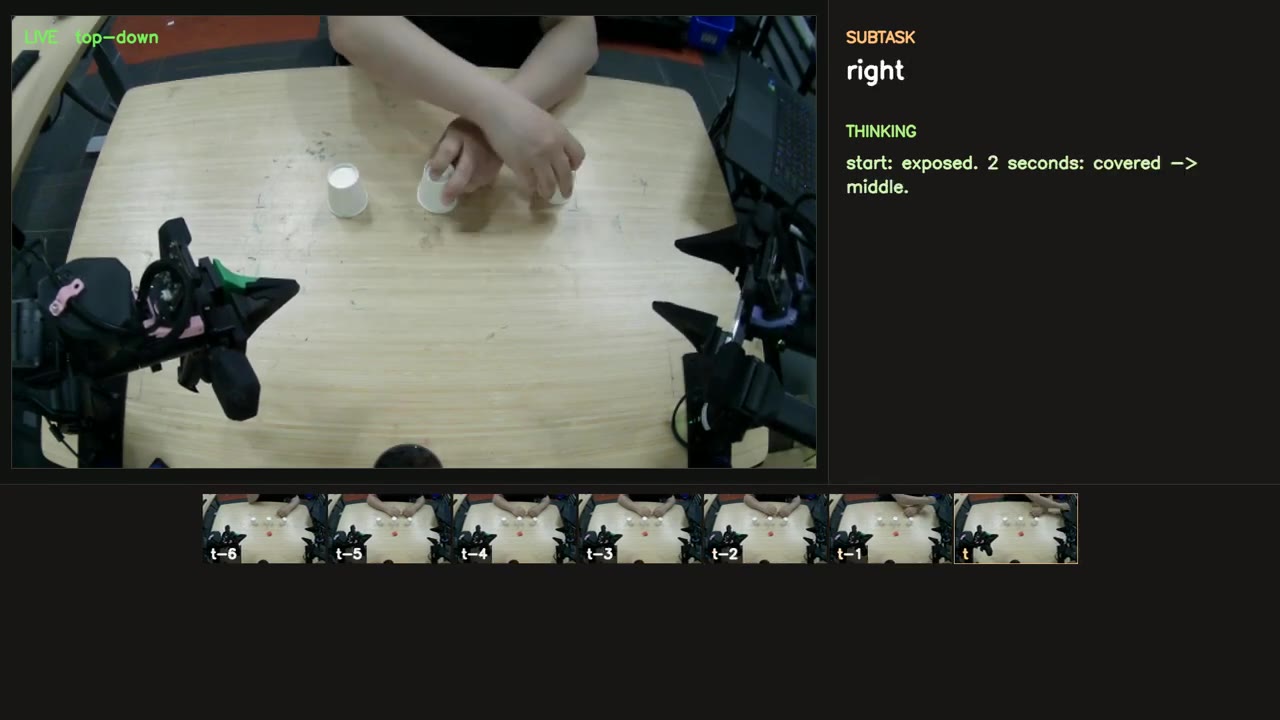 LIVE top-down
SUBTASK
right
THINKING
start: exposed. 2 seconds: covered ->
middle.
t-6
t-5
t-4
t-3
t-2
t-1
t